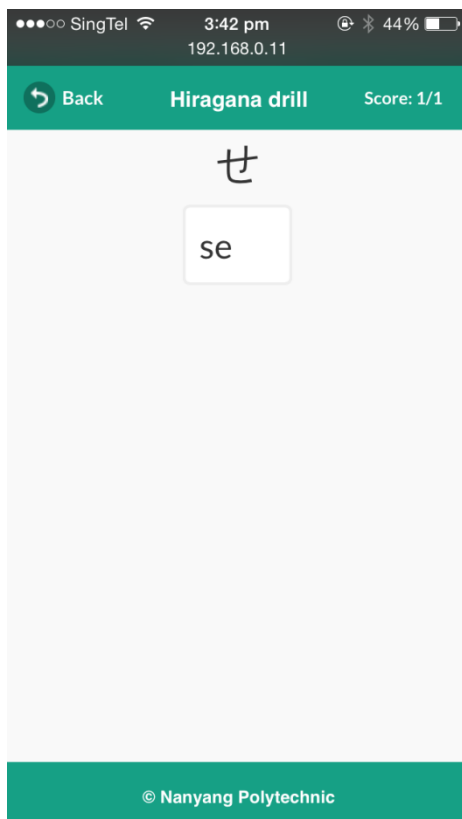 SingTel 3:42 pm 44%
192.168.0.11
Back Hiragana drill Score: 1/1
せ
se
© Nanyang Polytechnic